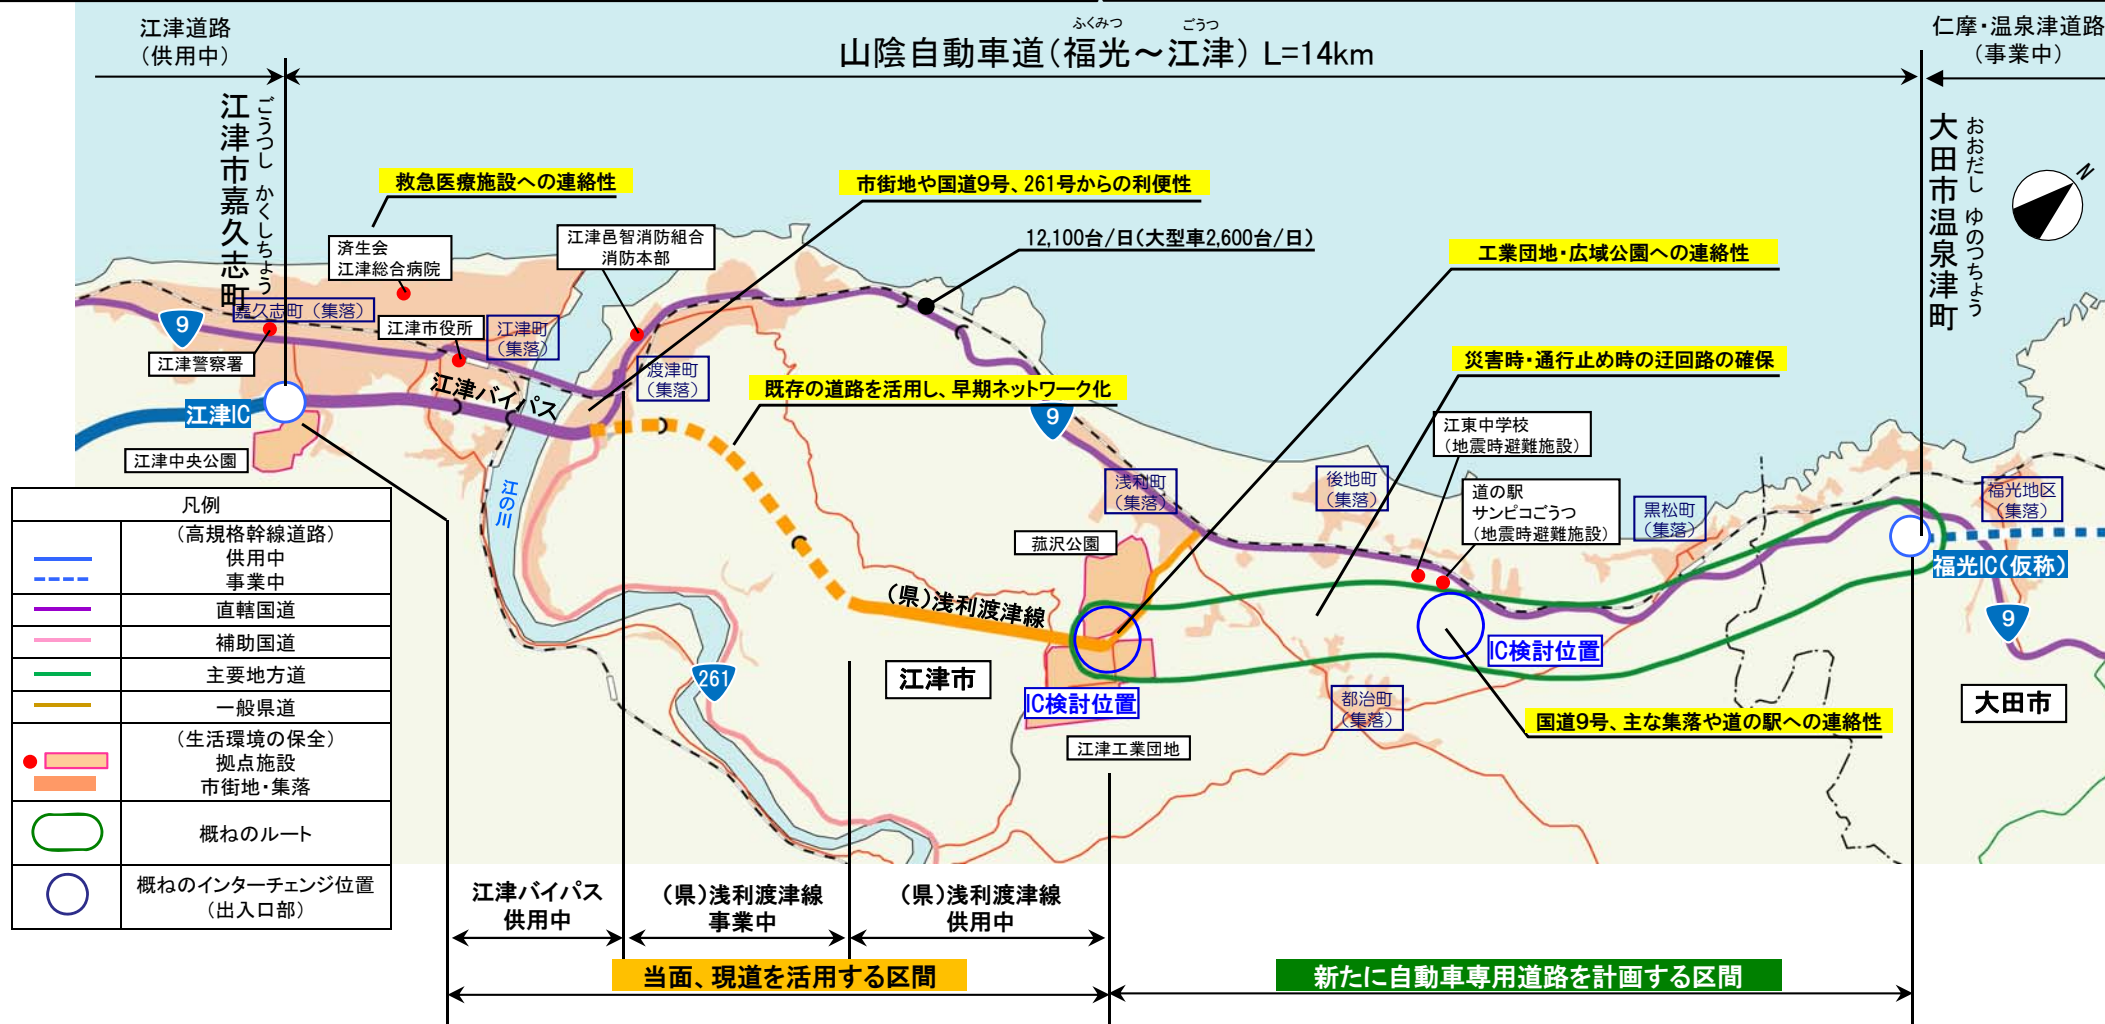 江津道路
(供用中)
ふくみつ ごうつ
山陰自動車道(福光～江津) L=14km
仁摩・温泉津道路
(事業中)
江津市嘉久志町
ごうつし かくしちょう
大田市温泉津町
おおだし ゆのつちょう
N
救急医療施設への連絡性
市街地や国道9号、261号からの利便性
12,100台/日(大型車2,600台/日)
工業団地・広域公園への連絡性
済生会
江津総合病院
江津邑智消防組合
消防本部
嘉久志町(集落)
9
江津市役所
江津町
(集落)
江津警察署
渡津町
(集落)
災害時・通行止め時の迂回路の確保
既存の道路を活用し、早期ネットワーク化
江津バイパス
江津IC
9
江津中央公園
江東中学校
(地震時避難施設)
浅利町
(集落)
後地町
(集落)
道の駅
サンピコごうつ
(地震時避難施設)
黒松町
(集落)
福光地区
(集落)
江の川
菰沢公園
福光IC(仮称)
(県)浅利渡津線
9
IC検討位置
261
江津市
IC検討位置
都治町
(集落)
大田市
国道9号、主な集落や道の駅への連絡性
江津工業団地
凡例
(高規格幹線道路)
供用中
事業中
直轄国道
補助国道
主要地方道
一般県道
(生活環境の保全)
拠点施設
市街地・集落
概ねのルート
概ねのインターチェンジ位置
(出入口部)
江津バイパス
供用中
(県)浅利渡津線
事業中
(県)浅利渡津線
供用中
当面、現道を活用する区間
新たに自動車専用道路を計画する区間